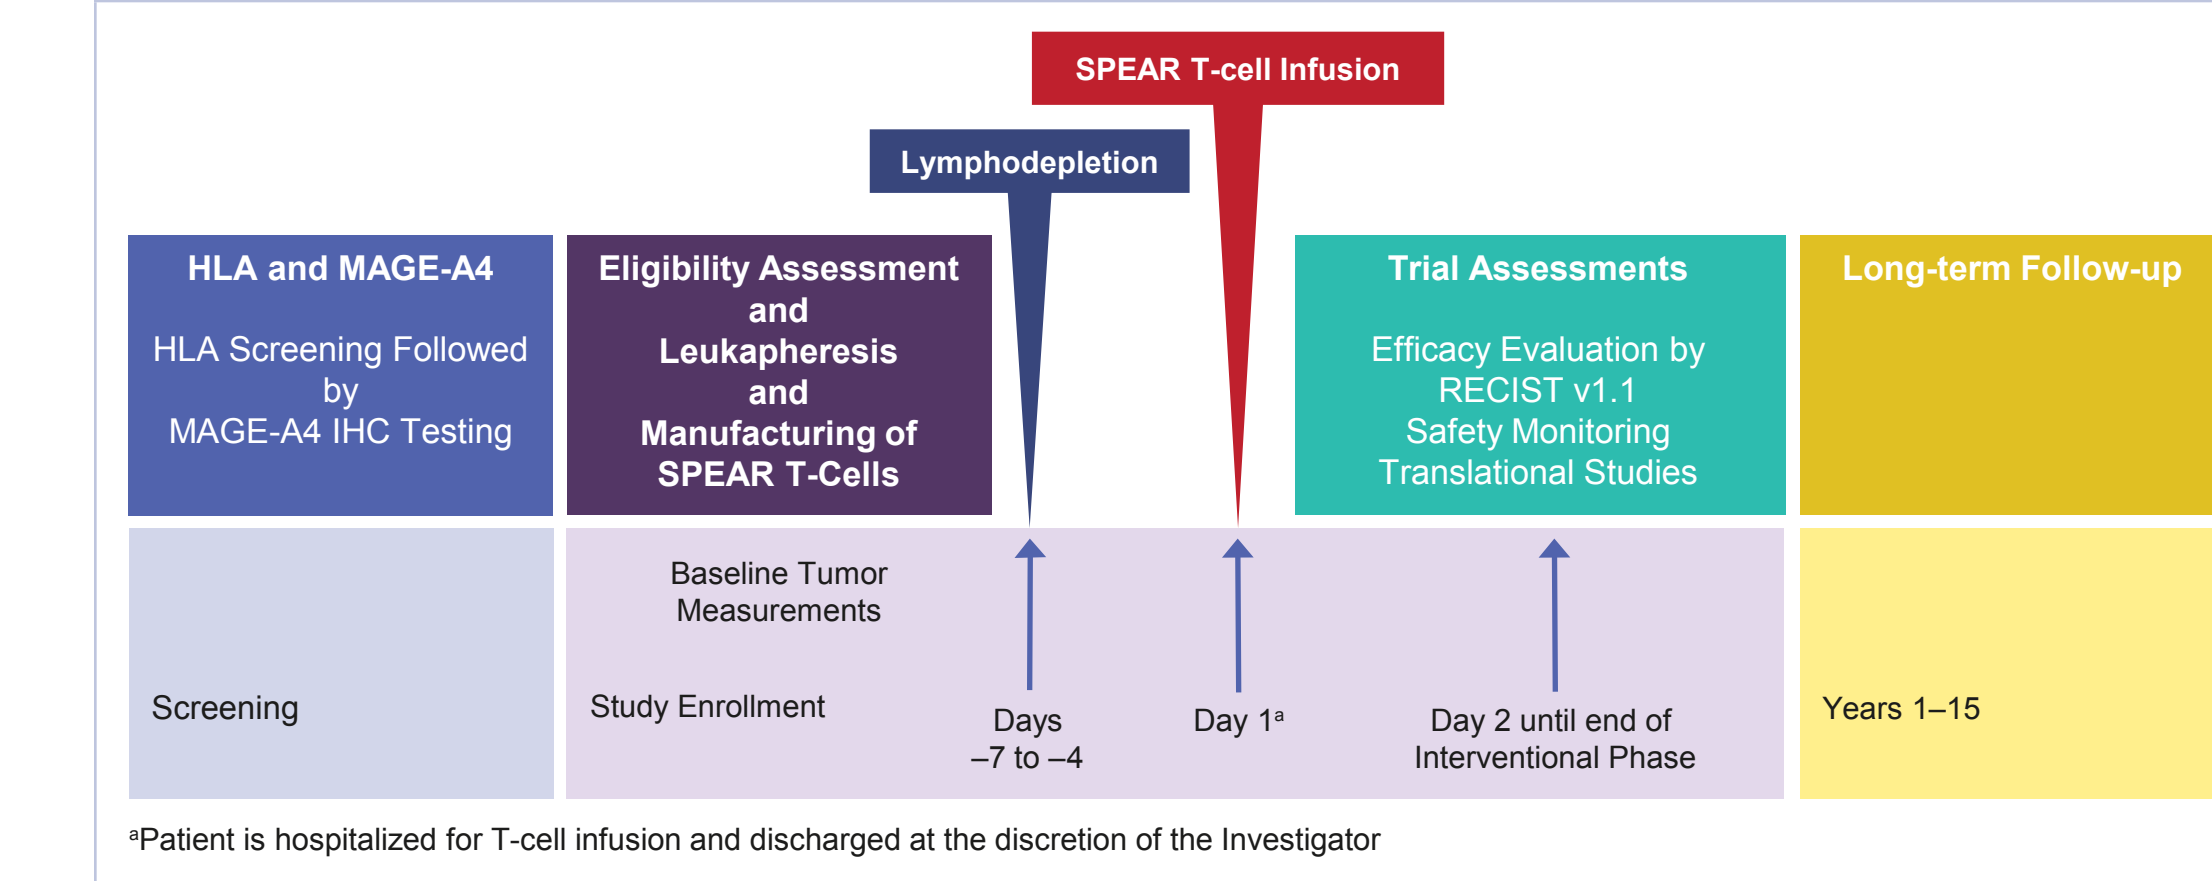 SPEAR T-cell Infusion
Lymphodepletion
HLA and MAGE-A4
HLA Screening Followed
by
MAGE-A4 IHC Testing
Eligibility Assessment
and
Leukapheresis
and
Manufacturing of
SPEAR T-Cells
Trial Assessments
Efficacy Evaluation by
RECIST v1.1
Safety Monitoring
Translational Studies
Long-term Follow-up
Screening
Baseline Tumor
Measurements
Study Enrollment
Days
–7 to –4
Day 1ᵃ
Day 2 until end of
Interventional Phase
Years 1–15
ᵃPatient is hospitalized for T-cell infusion and discharged at the discretion of the Investigator